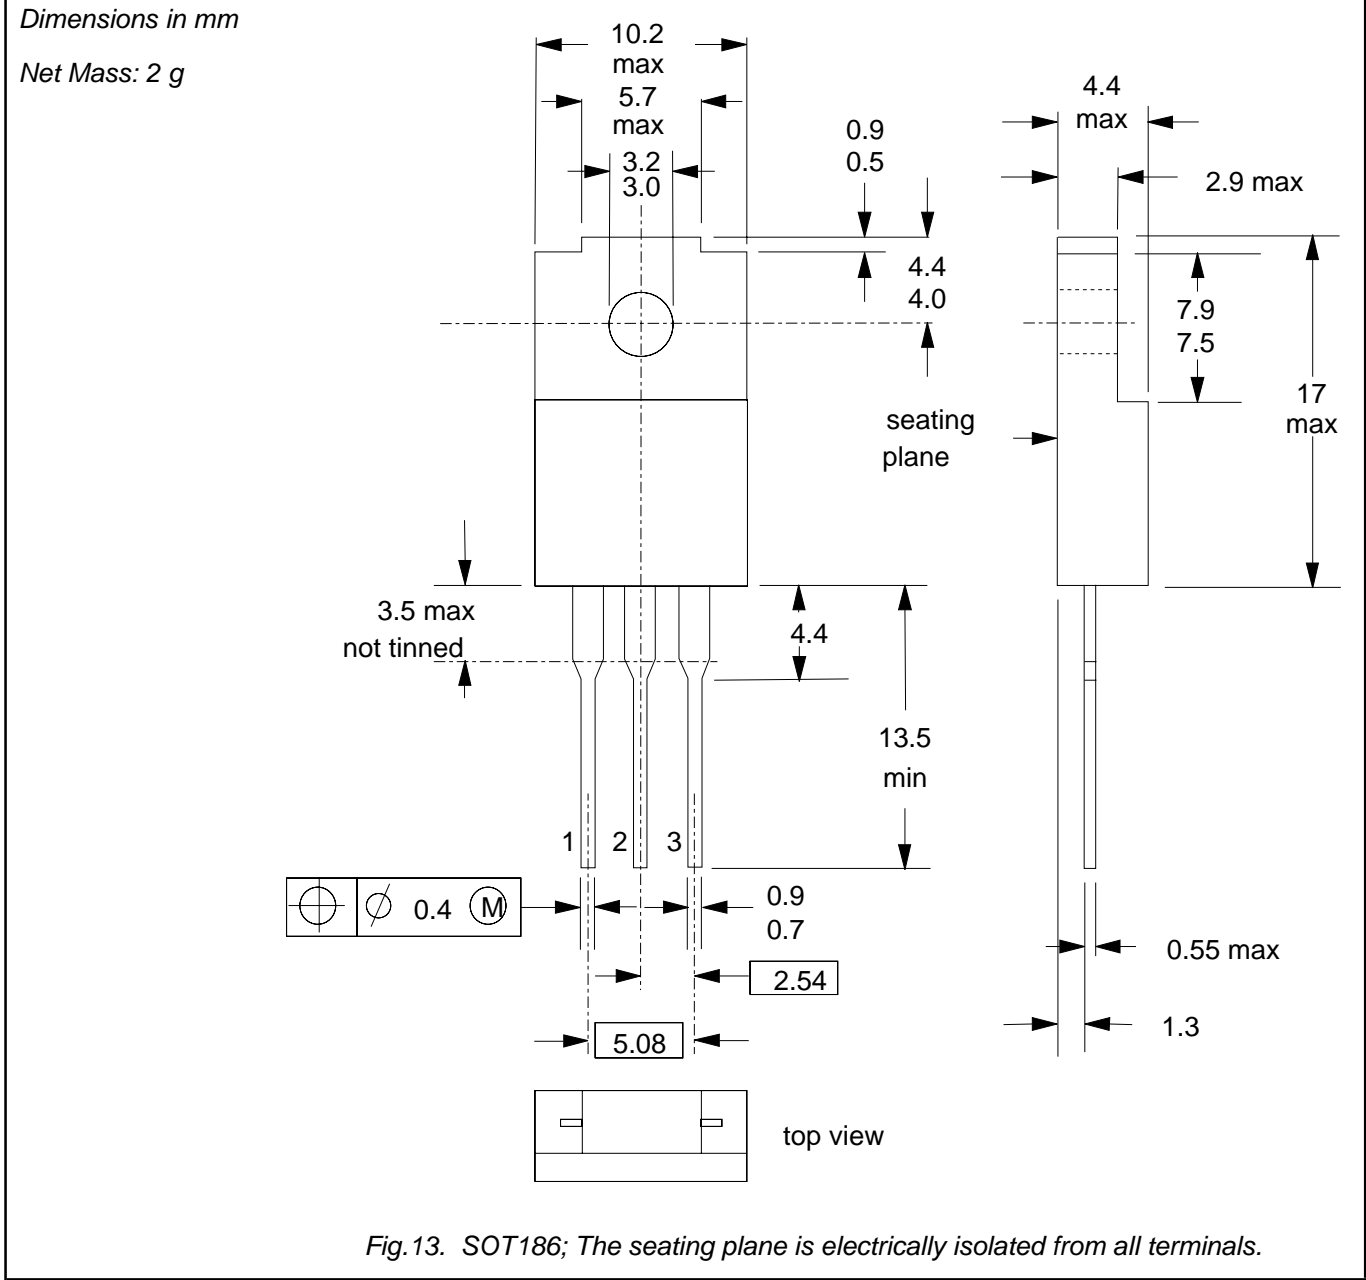 Dimensions in mm
Net Mass: 2 g
10.2
max
5.7
max
3.2
3.0
0.9
0.5
4.4
4.0
4.4
max
2.9 max
7.9
7.5
17
max
seating
plane
3.5 max
not tinned
4.4
13.5
min
1 2 3
⌀ 0.4 Ⓜ
0.9
0.7
2.54
5.08
0.55 max
1.3
top view
Fig.13. SOT186; The seating plane is electrically isolated from all terminals.